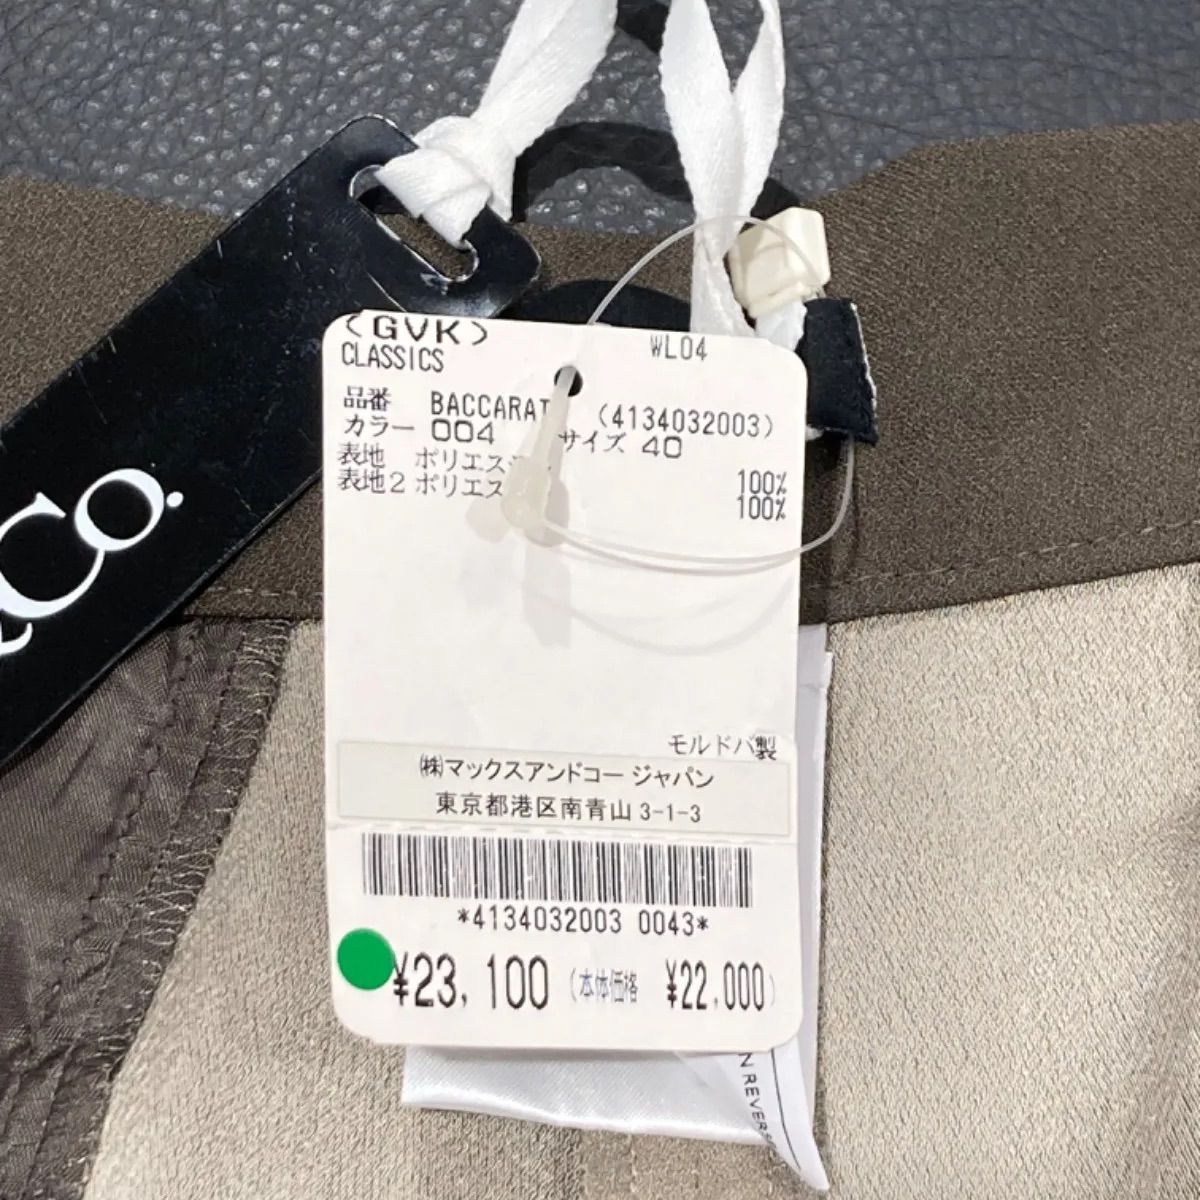 <GVK>
CLASSICS
WL04
品番 BACCARAT (4134032003)
カラー 004 サイズ 40
表地 ポリエス 100%
表地2 ポリエス 100%
モルドバ製
㈱マックスアンドコー ジャパン
東京都港区南青山 3-1-3
*4134032003 0043*
¥23,100 (本体価格 ¥22,000)
&Co.
N REVERS